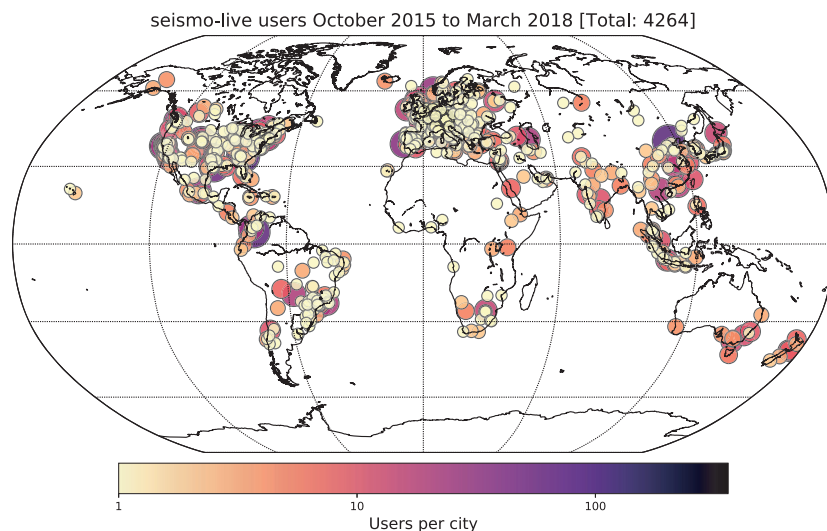 seismo-live users October 2015 to March 2018 [Total: 4264]
1 10 100
Users per city